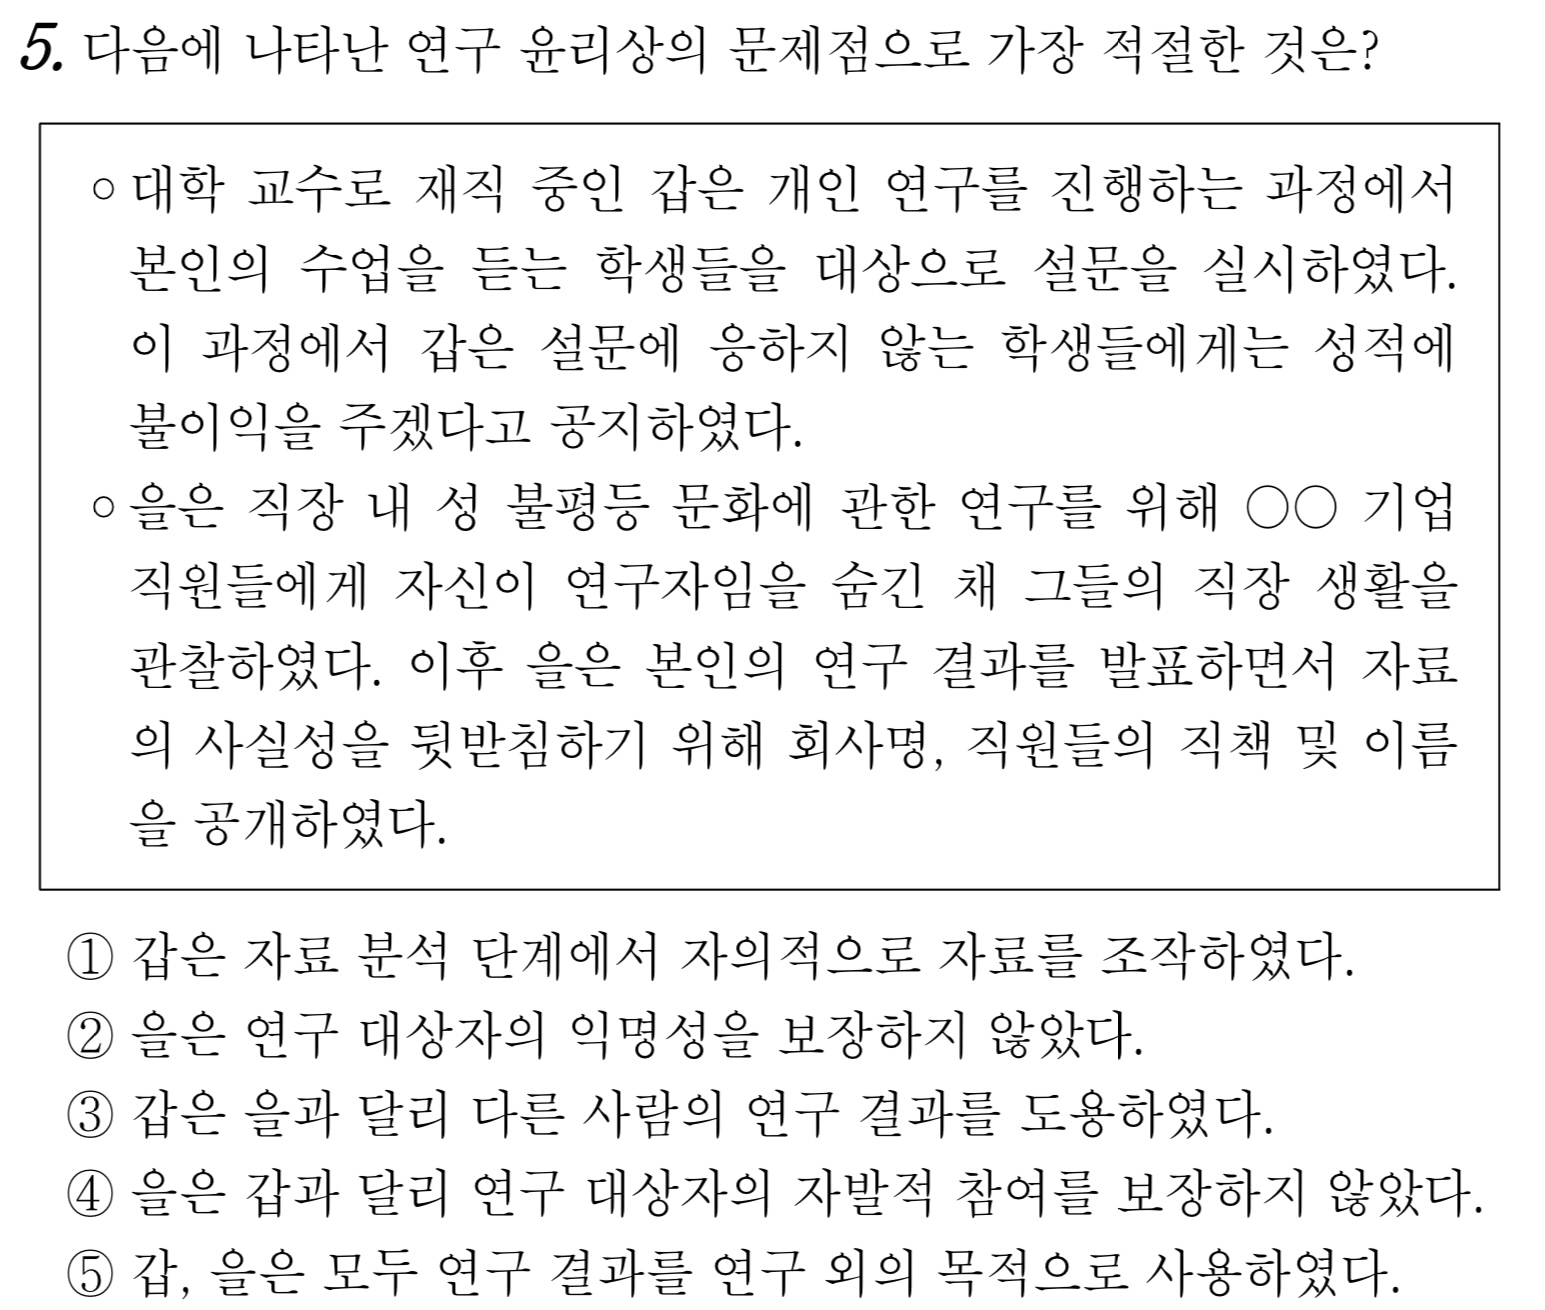 5. 다음에 나타난 연구 윤리상의 문제점으로 가장 적절한 것은?
○ 대학 교수로 재직 중인 갑은 개인 연구를 진행하는 과정에서
본인의 수업을 듣는 학생들을 대상으로 설문을 실시하였다.
이 과정에서 갑은 설문에 응하지 않는 학생들에게는 성적에
불이익을 주겠다고 공지하였다.
○ 을은 직장 내 성 불평등 문화에 관한 연구를 위해 ○○ 기업
직원들에게 자신이 연구자임을 숨긴 채 그들의 직장 생활을
관찰하였다. 이후 을은 본인의 연구 결과를 발표하면서 자료
의 사실성을 뒷받침하기 위해 회사명, 직원들의 직책 및 이름
을 공개하였다.
① 갑은 자료 분석 단계에서 자의적으로 자료를 조작하였다.
② 을은 연구 대상자의 익명성을 보장하지 않았다.
③ 갑은 을과 달리 다른 사람의 연구 결과를 도용하였다.
④ 을은 갑과 달리 연구 대상자의 자발적 참여를 보장하지 않았다.
⑤ 갑, 을은 모두 연구 결과를 연구 외의 목적으로 사용하였다.